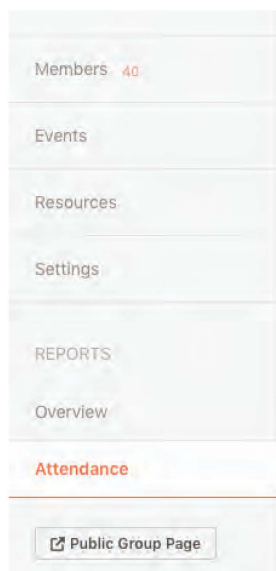 Members 40
Events
Resources
Settings
REPORTS
Overview
Attendance
Public Group Page